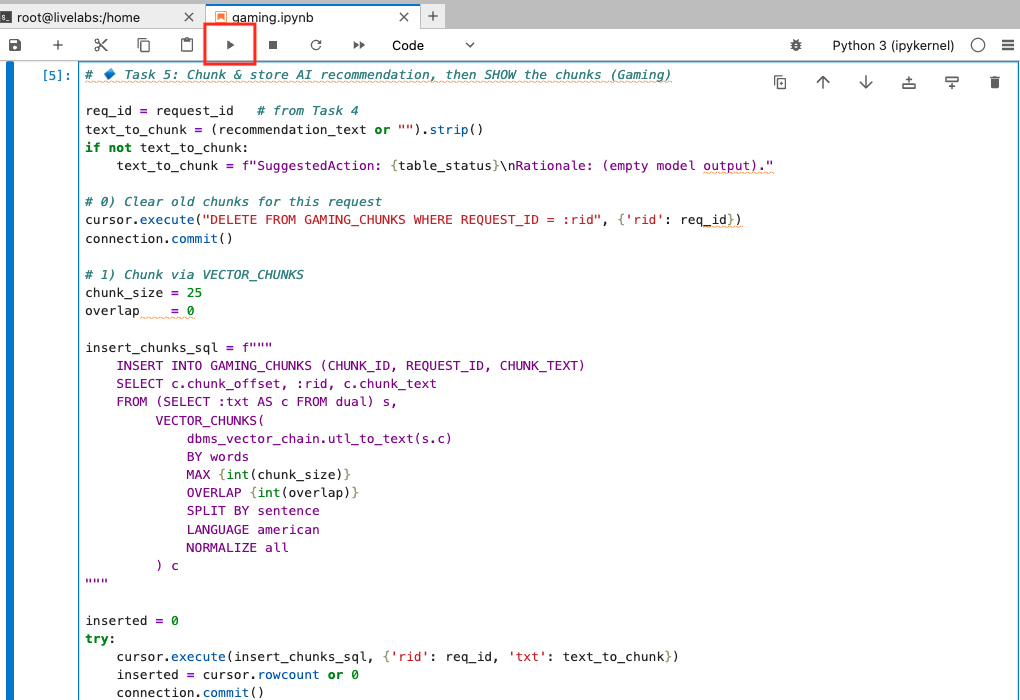 root@livelabs:/home
gaming.ipynb
Code
Python 3 (ipykernel)
[5]:
# 🔷 Task 5: Chunk & store AI recommendation, then SHOW the chunks (Gaming)
req_id = request_id   # from Task 4
text_to_chunk = (recommendation_text or "").strip()
if not text_to_chunk:
    text_to_chunk = f"SuggestedAction: {table_status}\nRationale: (empty model output)."
# 0) Clear old chunks for this request
cursor.execute("DELETE FROM GAMING_CHUNKS WHERE REQUEST_ID = :rid", {'rid': req_id})
connection.commit()
# 1) Chunk via VECTOR_CHUNKS
chunk_size = 25
overlap    = 0
insert_chunks_sql = f"""
    INSERT INTO GAMING_CHUNKS (CHUNK_ID, REQUEST_ID, CHUNK_TEXT)
    SELECT c.chunk_offset, :rid, c.chunk_text
    FROM (SELECT :txt AS c FROM dual) s,
         VECTOR_CHUNKS(
             dbms_vector_chain.utl_to_text(s.c)
             BY words
             MAX {int(chunk_size)}
             OVERLAP {int(overlap)}
             SPLIT BY sentence
             LANGUAGE american
             NORMALIZE all
         ) c
"""
inserted = 0
try:
    cursor.execute(insert_chunks_sql, {'rid': req_id, 'txt': text_to_chunk})
    inserted = cursor.rowcount or 0
    connection.commit()